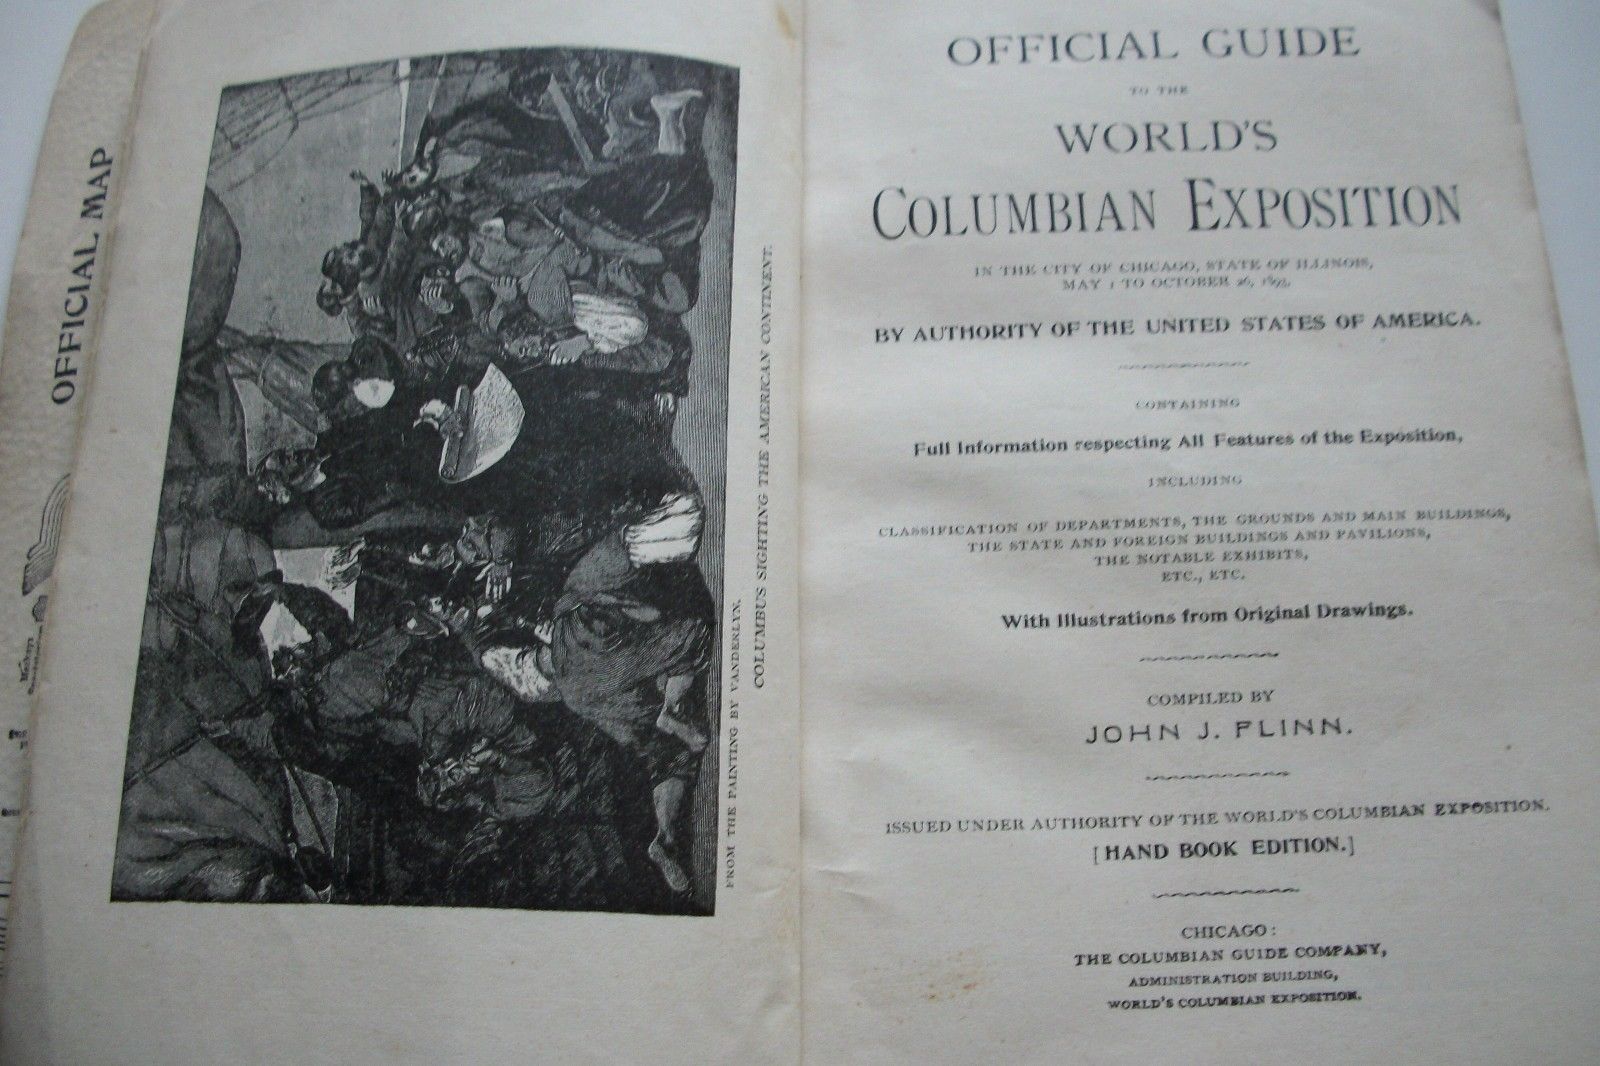 OFFICIAL MAP
FROM THE PAINTING BY VANDERLYN.
COLUMBUS SIGHTING THE AMERICAN CONTINENT.
OFFICIAL GUIDE
TO THE
WORLD'S
COLUMBIAN EXPOSITION
IN THE CITY OF CHICAGO, STATE OF ILLINOIS,
MAY 1 TO OCTOBER 26, 1893,
BY AUTHORITY OF THE UNITED STATES OF AMERICA.
CONTAINING
Full Information respecting All Features of the Exposition,
INCLUDING
CLASSIFICATION OF DEPARTMENTS, THE GROUNDS AND MAIN BUILDINGS,
THE STATE AND FOREIGN BUILDINGS AND PAVILIONS,
THE NOTABLE EXHIBITS,
ETC., ETC.
With Illustrations from Original Drawings.
COMPILED BY
JOHN J. FLINN.
ISSUED UNDER AUTHORITY OF THE WORLD'S COLUMBIAN EXPOSITION.
[HAND BOOK EDITION.]
CHICAGO:
THE COLUMBIAN GUIDE COMPANY,
ADMINISTRATION BUILDING,
WORLD'S COLUMBIAN EXPOSITION.